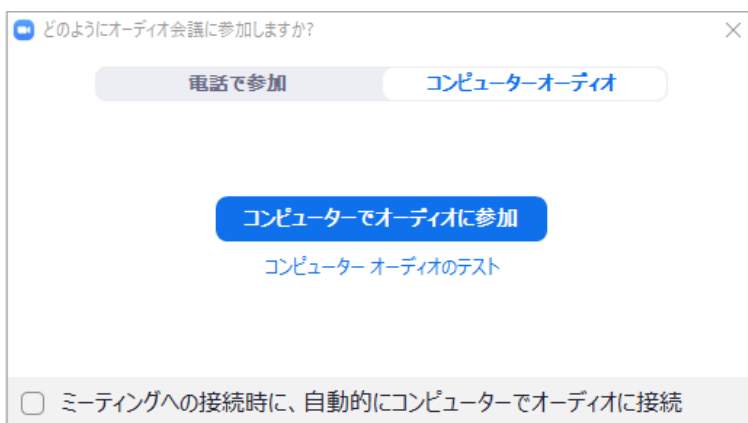 どのようにオーディオ会議に参加しますか?
電話で参加 コンピューターオーディオ
コンピューターでオーディオに参加
コンピューター オーディオのテスト
ミーティングへの接続時に、自動的にコンピューターでオーディオに接続